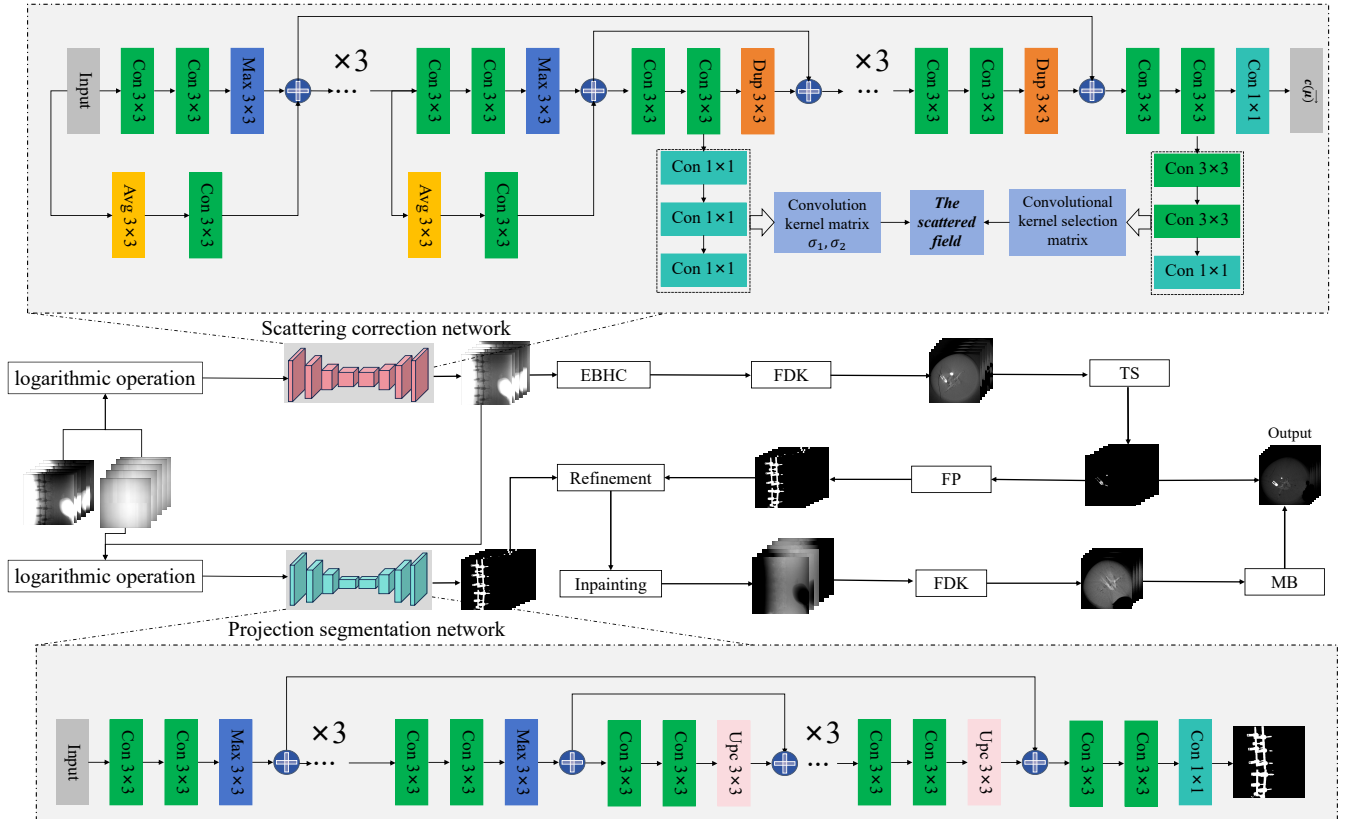 Input
Con 3×3
Con 3×3
Max 3×3
×3
...
Con 3×3
Con 3×3
Max 3×3
Con 3×3
Con 3×3
Dup 3×3
×3
...
Con 3×3
Con 3×3
Dup 3×3
Con 3×3
Con 3×3
Con 1×1
c(μ)
Avg 3×3
Con 3×3
Avg 3×3
Con 3×3
Con 1×1
Con 1×1
Con 1×1
Convolution
kernel matrix
σ₁, σ₂
The
scattered
field
Convolutional
kernel selection
matrix
Con 3×3
Con 3×3
Con 1×1
Scattering correction network
logarithmic operation
EBHC
FDK
TS
Output
Refinement
FP
logarithmic operation
Inpainting
FDK
MB
Projection segmentation network
Input
Con 3×3
Con 3×3
Max 3×3
×3
...
Con 3×3
Con 3×3
Max 3×3
Con 3×3
Con 3×3
Upc 3×3
×3
...
Con 3×3
Con 3×3
Upc 3×3
Con 3×3
Con 3×3
Con 1×1